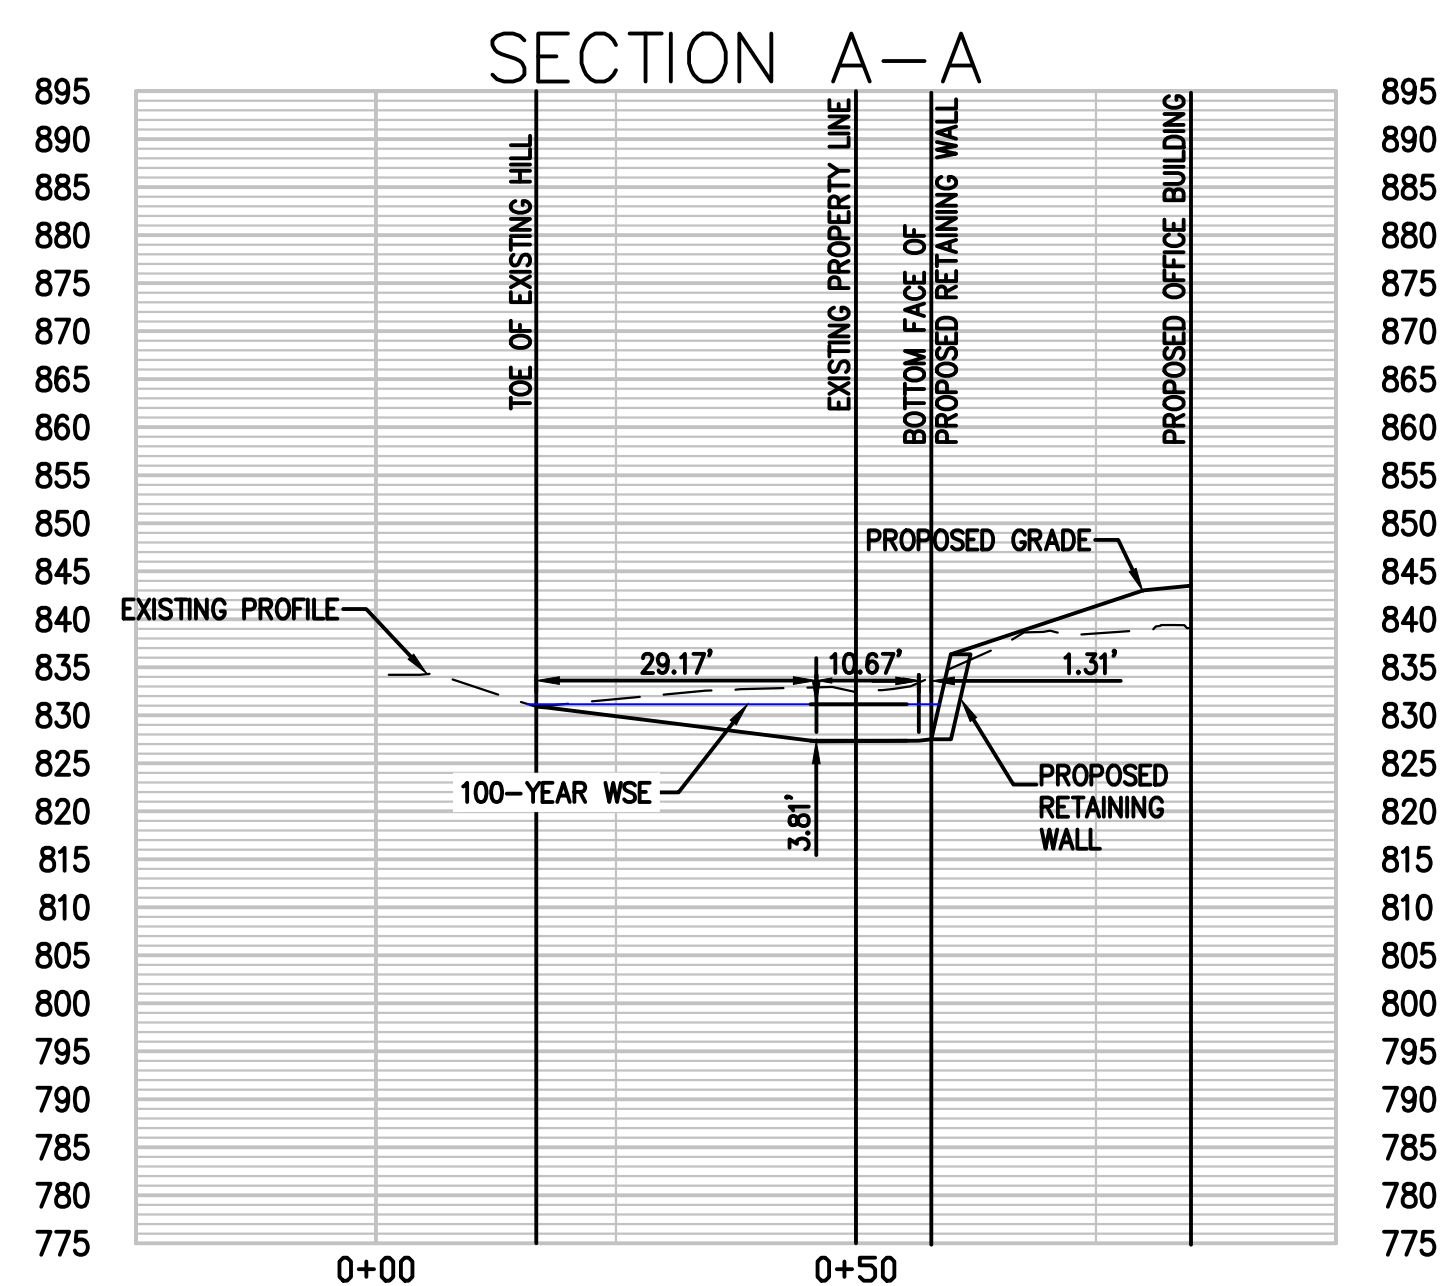 SECTION A-A
895 895
890 890
885 885
880 880
875 875
870 870
865 865
860 860
855 855
850 850
845 845
840 840
835 835
830 830
825 825
820 820
815 815
810 810
805 805
800 800
795 795
790 790
785 785
780 780
775 775
TOE OF EXISTING HILL
EXISTING PROPERTY LINE
BOTTOM FACE OF
PROPOSED RETAINING WALL
PROPOSED OFFICE BUILDING
PROPOSED GRADE
EXISTING PROFILE
29.17'
10.67'
1.31'
100-YEAR WSE
3.81'
PROPOSED
RETAINING
WALL
0+00
0+50